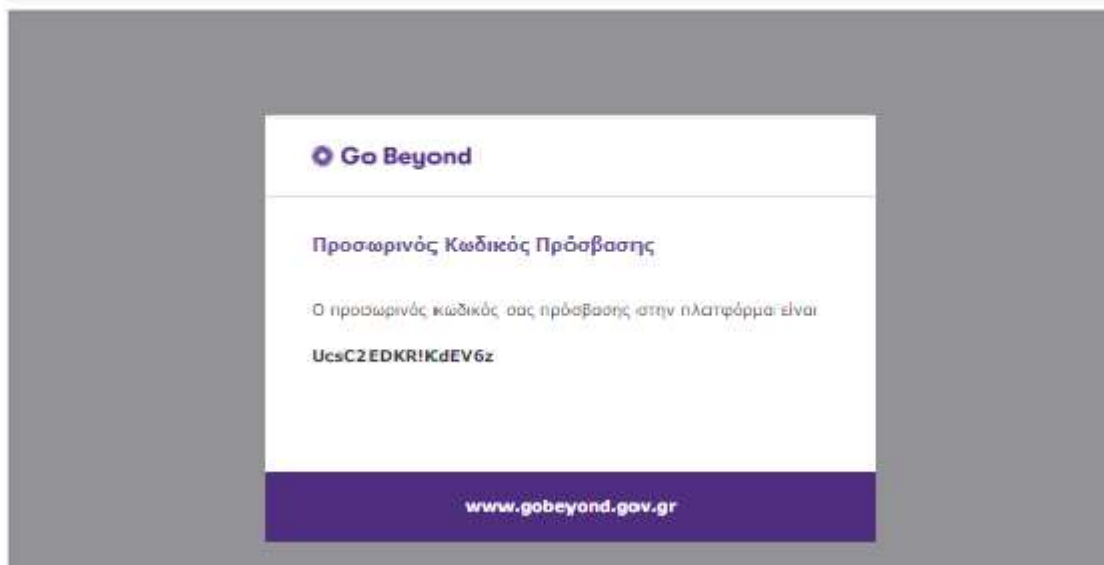 Go Beyond
Προσωρινός Κωδικός Πρόσβασης
Ο προσωρινός κωδικός σας πρόσβασης στην πλατφόρμα είναι
UcsC2EDKR!KdEV6z
www.gobeyond.gov.gr